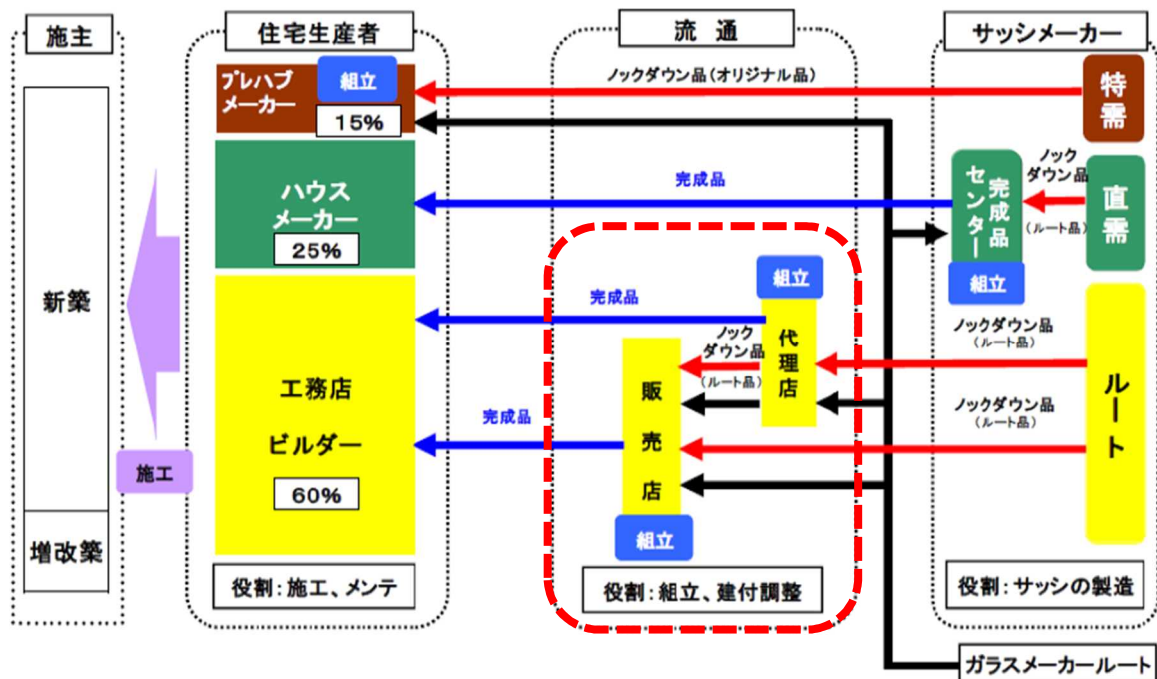 施主
新築
増改築
施工
住宅生産者
プレハブ
メーカー
組立
15%
ハウス
メーカー
25%
工務店
ビルダー
60%
役割:施工、メンテ
流 通
ノックダウン品(オリジナル品)
完成品
完成品
ノック
ダウン品
(ルート品)
完成品
組立
代理店
販売店
組立
役割:組立、建付調整
サッシメーカー
特需
完成品
センター
組立
ノック
ダウン品
(ルート品)
直需
ノックダウン品
(ルート品)
ノックダウン品
(ルート品)
ルート
役割:サッシの製造
ガラスメーカールート